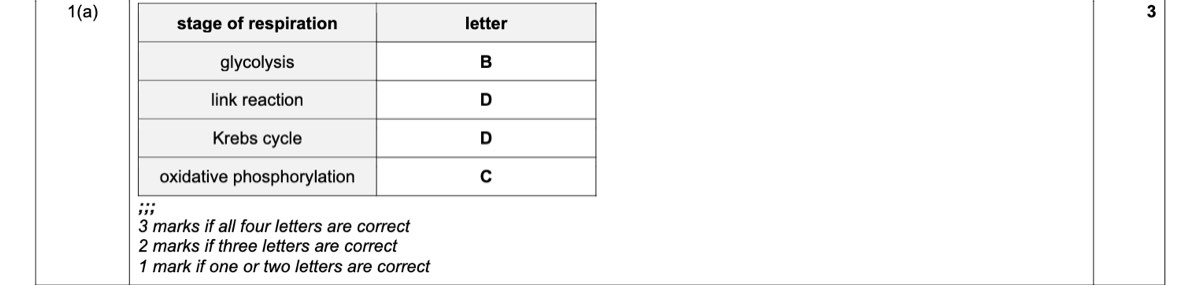 1(a)
stage of respiration letter
glycolysis B
link reaction D
Krebs cycle D
oxidative phosphorylation C
;;;
3 marks if all four letters are correct
2 marks if three letters are correct
1 mark if one or two letters are correct
3